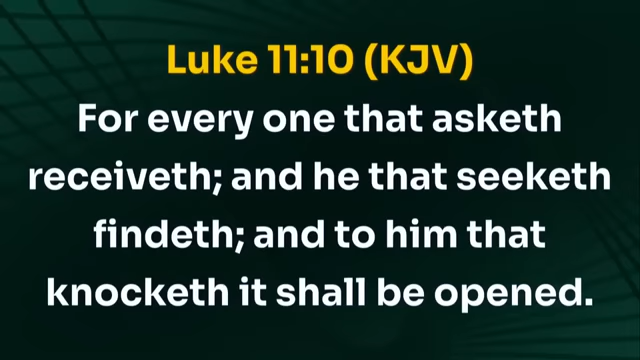 Luke 11:10 (KJV)
For every one that asketh
receiveth; and he that seeketh
findeth; and to him that
knocketh it shall be opened.